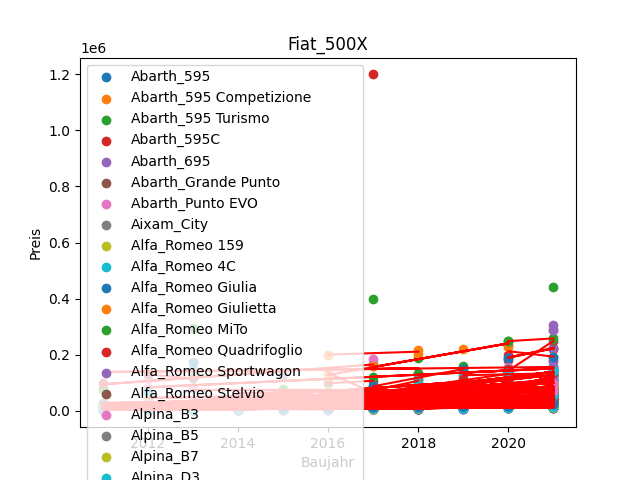 Fiat_500X
1e6
1.2
1.0
0.8
0.6
0.4
0.2
0.0
Preis
Abarth_595
Abarth_595 Competizione
Abarth_595 Turismo
Abarth_595C
Abarth_695
Abarth_Grande Punto
Abarth_Punto EVO
Aixam_City
Alfa_Romeo 159
Alfa_Romeo 4C
Alfa_Romeo Giulia
Alfa_Romeo Giulietta
Alfa_Romeo MiTo
Alfa_Romeo Quadrifoglio
Alfa_Romeo Sportwagon
Alfa_Romeo Stelvio
Alpina_B3
Alpina_B5
Alpina_B7
Alpina_D3
2012 2014 2016 2018 2020
Baujahr